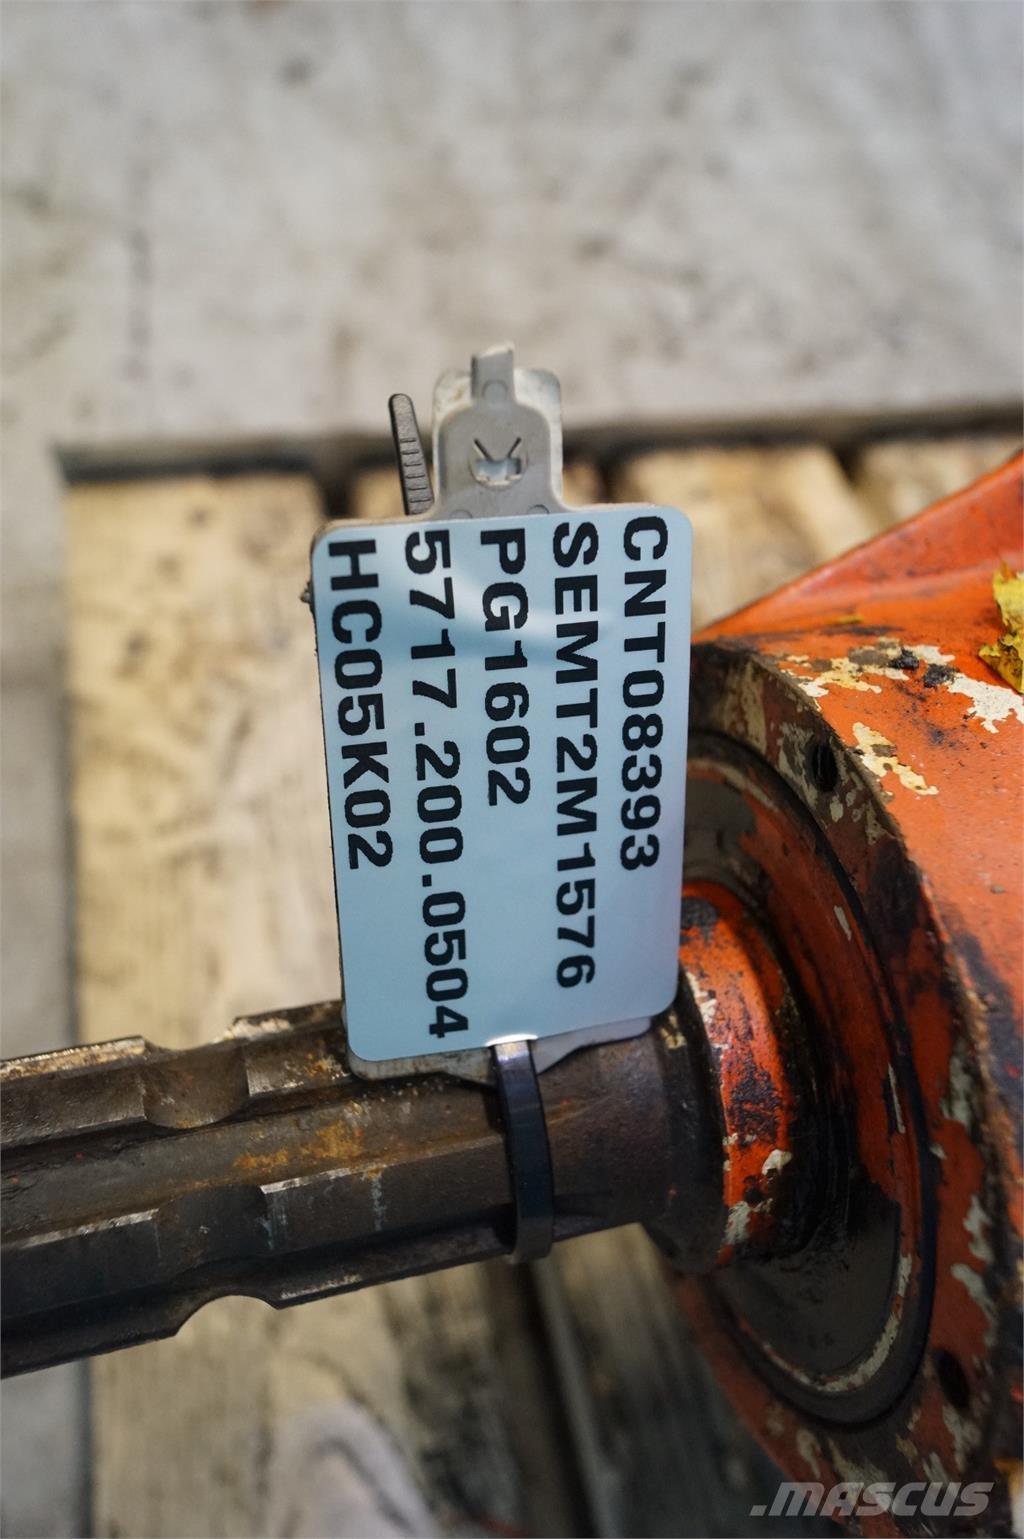 CNT08393
SEMT2M1576
PG1602
5717.200.0504
HC05K02
.MASCUS